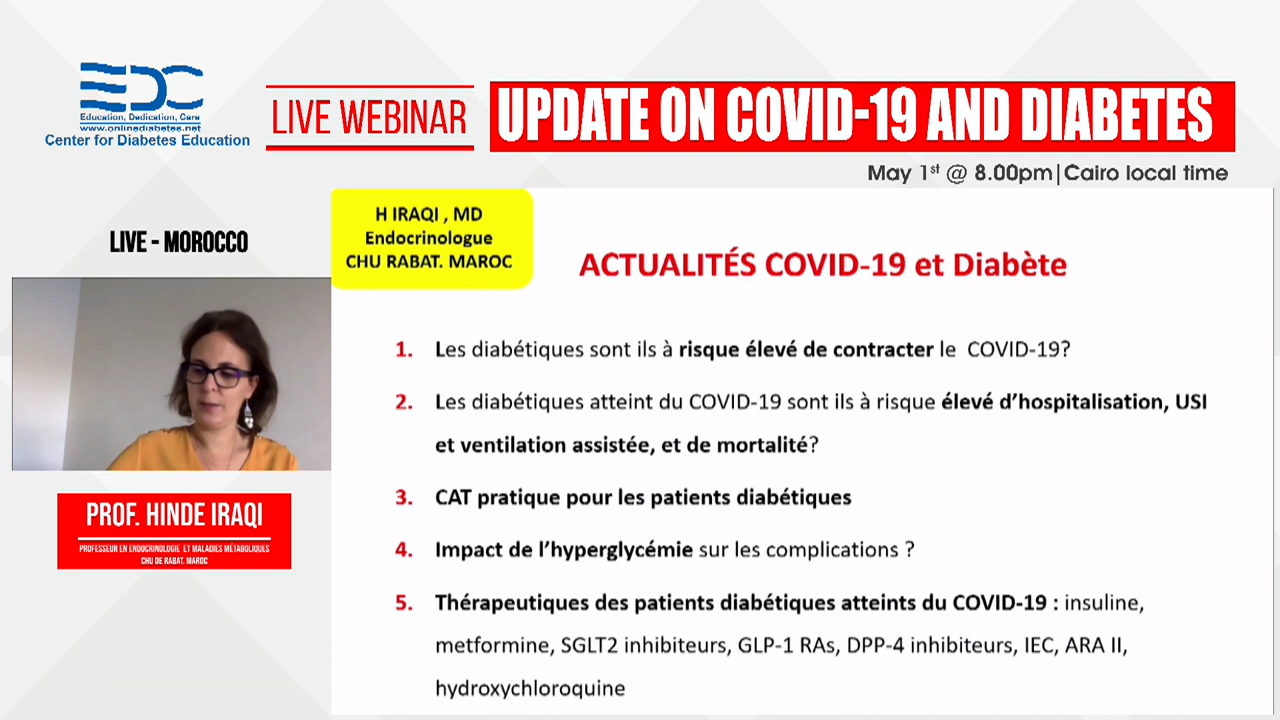 Education, Dedication, Care
www.onlinediabetes.net
Center for Diabetes Education
LIVE WEBINAR
UPDATE ON COVID-19 AND DIABETES
May 1st @ 8.00pm|Cairo local time
LIVE - MOROCCO
H IRAQI , MD
Endocrinologue
CHU RABAT. MAROC
ACTUALITÉS COVID-19 et Diabète
1. Les diabétiques sont ils à risque élevé de contracter le COVID-19?
2. Les diabétiques atteint du COVID-19 sont ils à risque élevé d'hospitalisation, USI
et ventilation assistée, et de mortalité?
3. CAT pratique pour les patients diabétiques
4. Impact de l'hyperglycémie sur les complications ?
5. Thérapeutiques des patients diabétiques atteints du COVID-19 : insuline,
metformine, SGLT2 inhibiteurs, GLP-1 RAs, DPP-4 inhibiteurs, IEC, ARA II,
hydroxychloroquine
PROF. HINDE IRAQI
PROFESSEUR EN ENDOCRINOLOGIE ET MALADIES MÉTABOLIQUES
CHU DE RABAT. MAROC